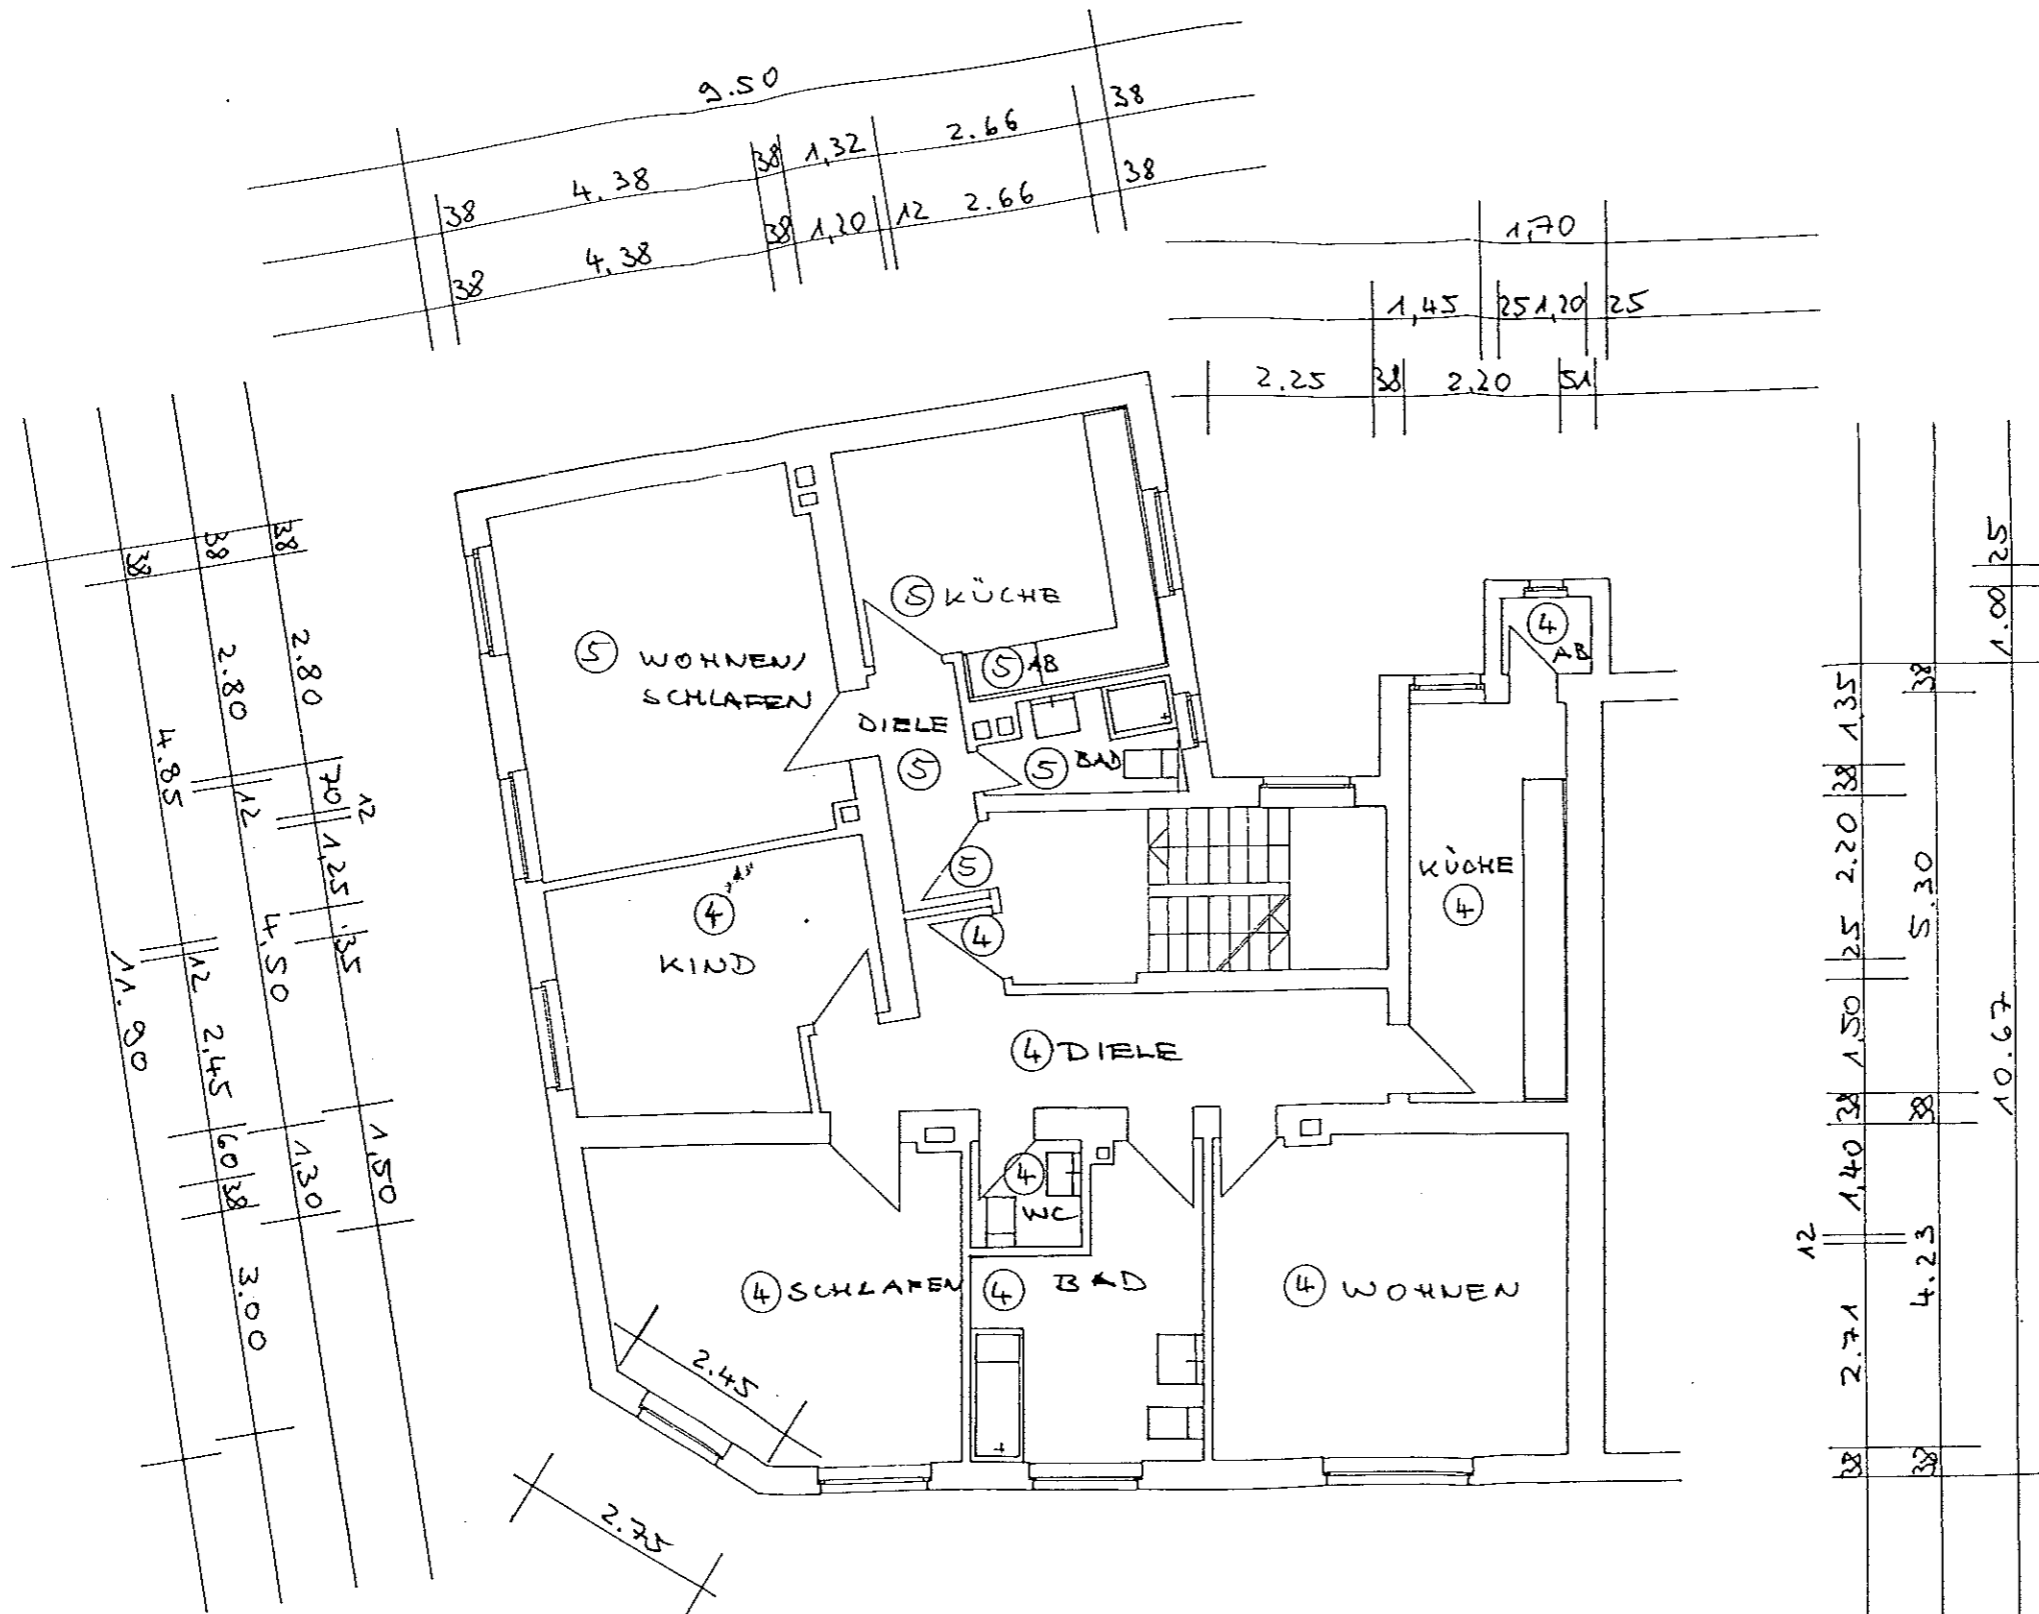 9.50
38 4.38 38 1,32 2.66 38
38 4.38 38 1,20 12 2.66 38
1,70
1,45 25 1,20 25
2.25 38 2,20 51
38 2.80 70 12 1,25 35 1,50
38 2.80 12 4.50 1,30
38 4.85 12 2,45 60 38 3.00
11.90
5 KÜCHE
5 WOHNEN/
SCHLAFEN
5 AB
DIELE
5
5 BAD
5
4
AB
KÜCHE
4
4
KIND
4
4 DIELE
4
WC
4 SCHLAFEN
4 BAD
4 WOHNEN
2.45
2.75
1,35 38 2.20 25 1,50 38 1,40 12 2.71 38
38 5.30 38 4.23 38
25 1.00 10.67